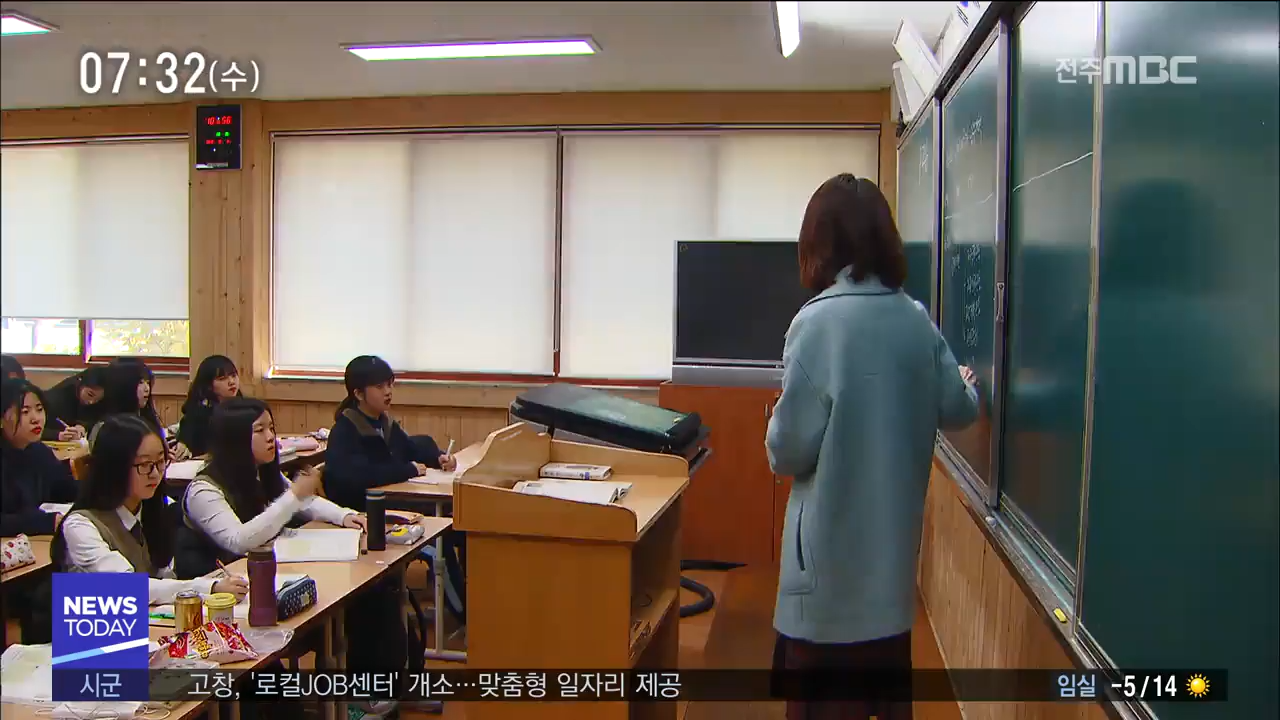 07:32(수)
전주MBC
NEWS
TODAY
시군
고창, '로컬JOB센터' 개소…맞춤형 일자리 제공
임실 -5/14